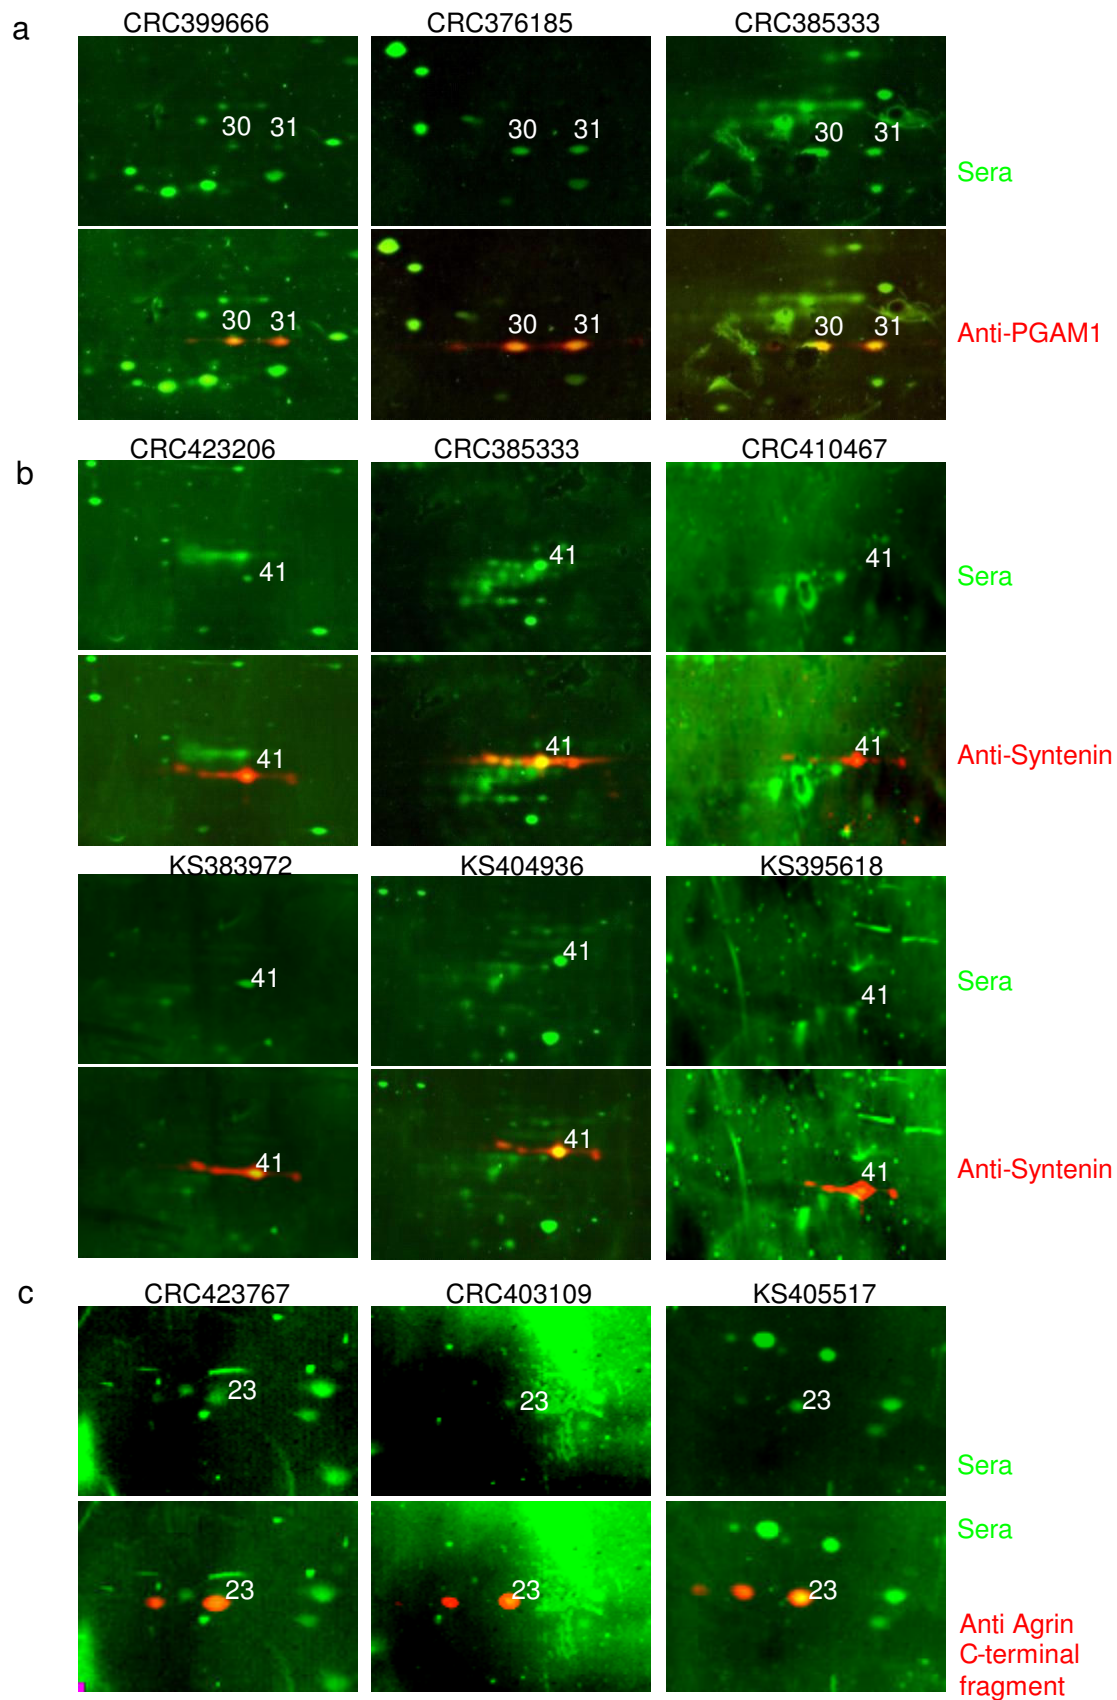 a
CRC399666 CRC376185 CRC385333
30 31 30 31 30 31
Sera
30 31 30 31 30 31
Anti-PGAM1
b
CRC423206 CRC385333 CRC410467
41 41 41
Sera
41 41 41
Anti-Syntenin
KS383972 KS404936 KS395618
41 41 41
Sera
41 41 41
Anti-Syntenin
c
CRC423767 CRC403109 KS405517
23 23 23
Sera
Sera
23 23 23
Anti Agrin
C-terminal
fragment